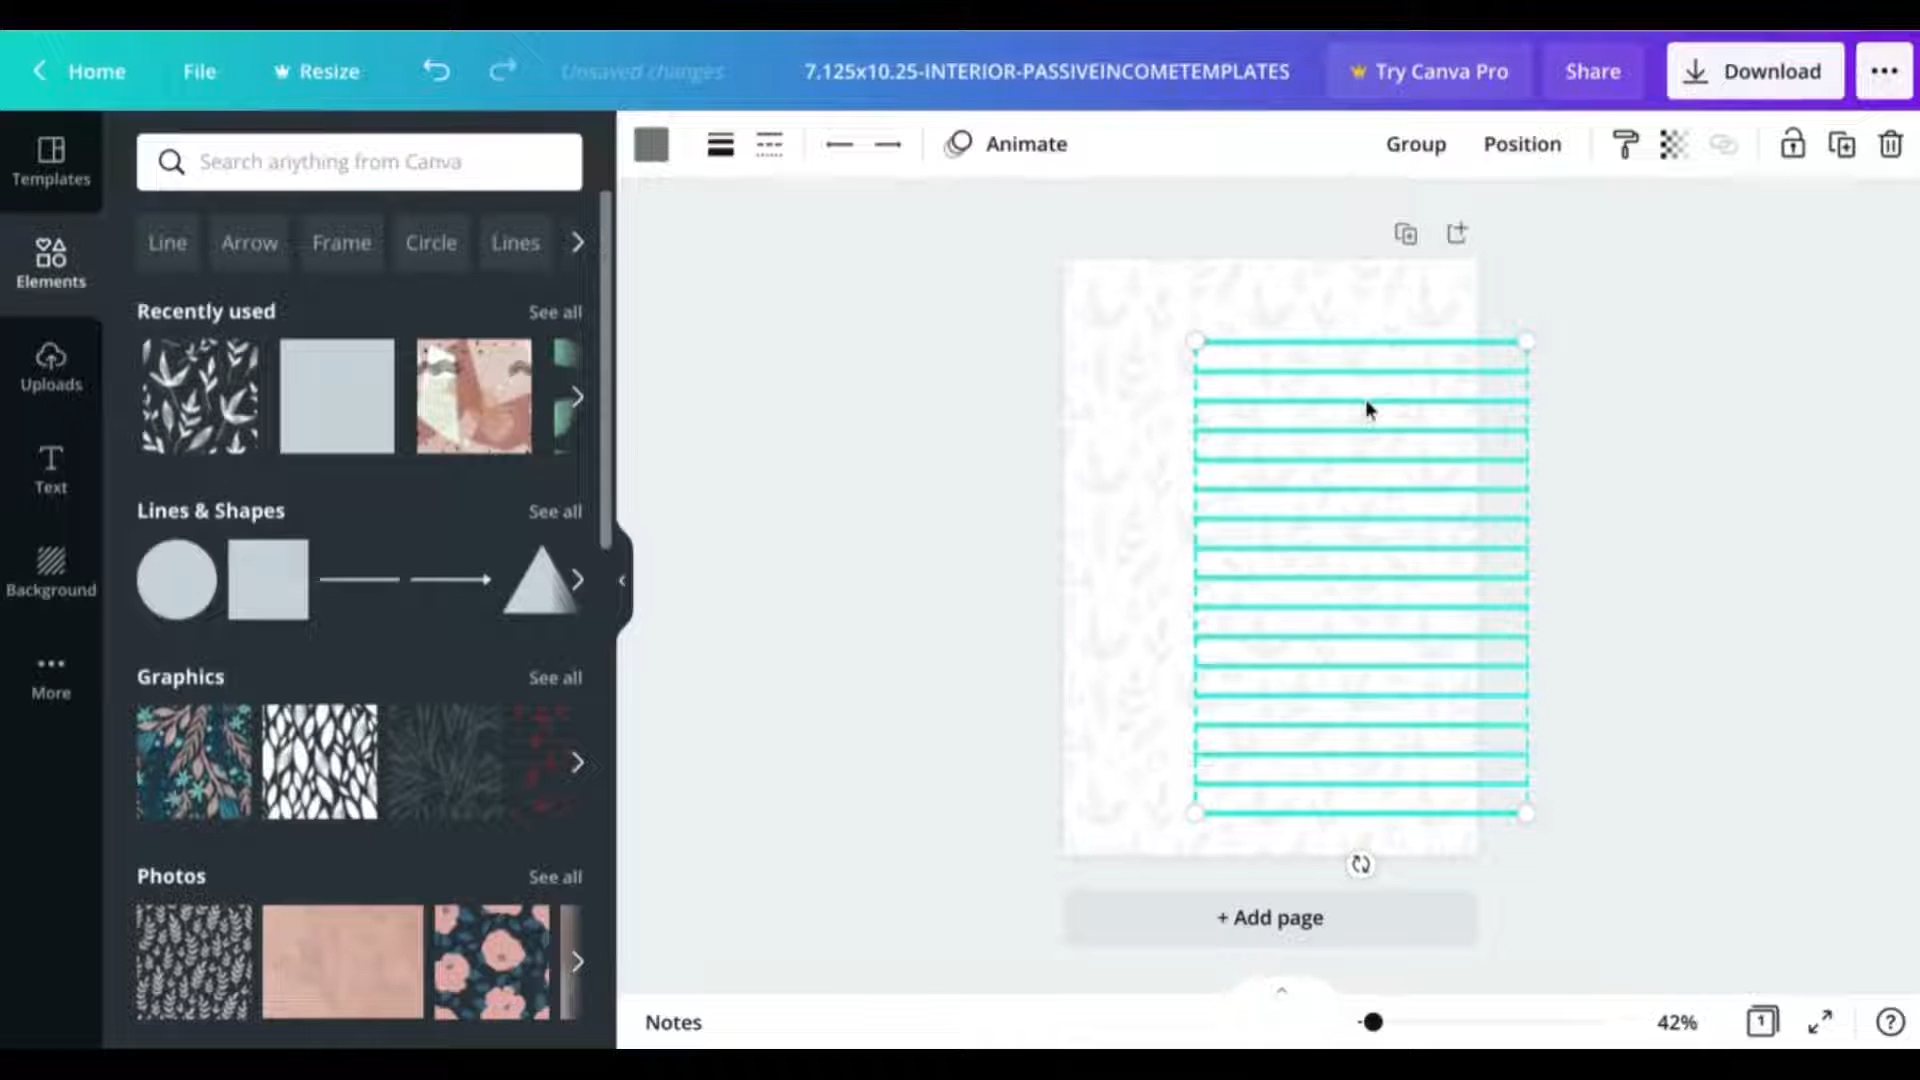 Home File Resize Unsaved changes 7.125x10.25-INTERIOR-PASSIVEINCOMETEMPLATES Try Canva Pro Share Download
Templates
Elements
Uploads
Text
Background
More
Search anything from Canva
Line Arrow Frame Circle Lines
Recently used See all
Lines & Shapes See all
Graphics See all
Photos See all
Animate Group Position
+ Add page
Notes 42% 1 ?